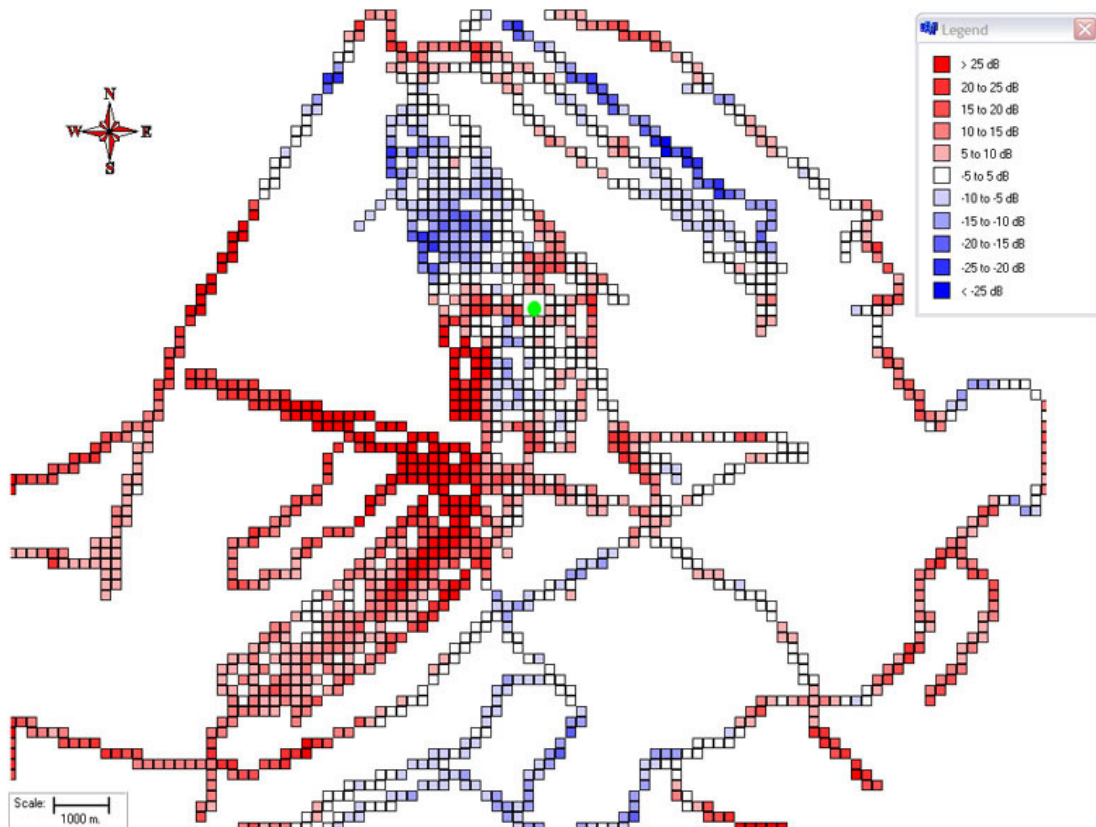 Legend
> 25 dB
20 to 25 dB
15 to 20 dB
10 to 15 dB
5 to 10 dB
-5 to 5 dB
-10 to -5 dB
-15 to -10 dB
-20 to -15 dB
-25 to -20 dB
< -25 dB
N
W E
S
Scale:
1000 m.